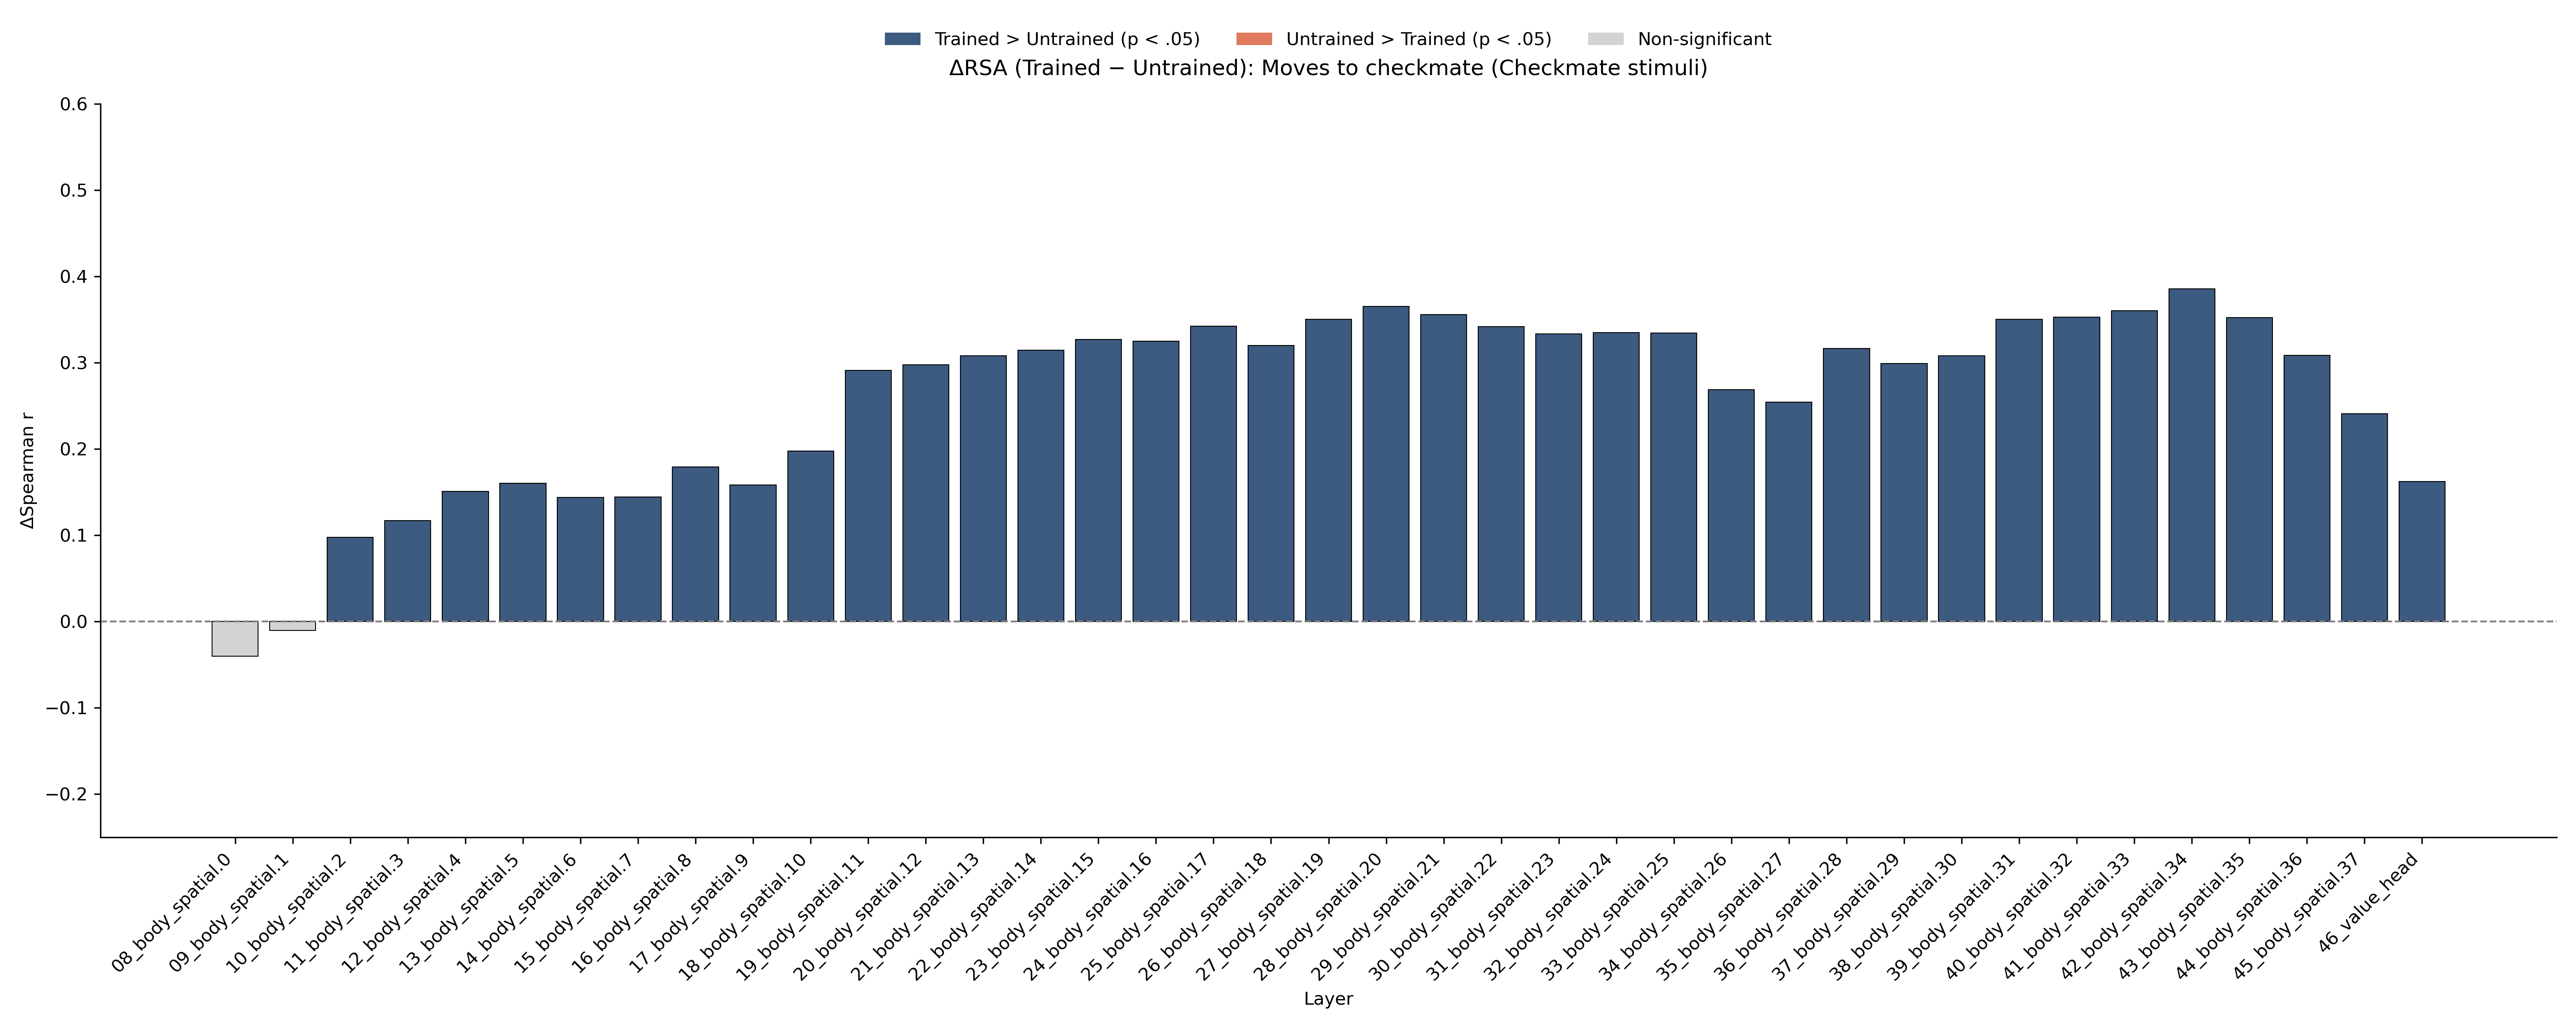 Trained > Untrained (p < .05) Untrained > Trained (p < .05) Non-significant
ΔRSA (Trained − Untrained): Moves to checkmate (Checkmate stimuli)
0.6
0.5
0.4
0.3
0.2
0.1
0.0
−0.1
−0.2
ΔSpearman r
08_body_spatial.0
09_body_spatial.1
10_body_spatial.2
11_body_spatial.3
12_body_spatial.4
13_body_spatial.5
14_body_spatial.6
15_body_spatial.7
16_body_spatial.8
17_body_spatial.9
18_body_spatial.10
19_body_spatial.11
20_body_spatial.12
21_body_spatial.13
22_body_spatial.14
23_body_spatial.15
24_body_spatial.16
25_body_spatial.17
26_body_spatial.18
27_body_spatial.19
28_body_spatial.20
29_body_spatial.21
30_body_spatial.22
31_body_spatial.23
32_body_spatial.24
33_body_spatial.25
34_body_spatial.26
35_body_spatial.27
36_body_spatial.28
37_body_spatial.29
38_body_spatial.30
39_body_spatial.31
40_body_spatial.32
41_body_spatial.33
42_body_spatial.34
43_body_spatial.35
44_body_spatial.36
45_body_spatial.37
46_value_head
Layer